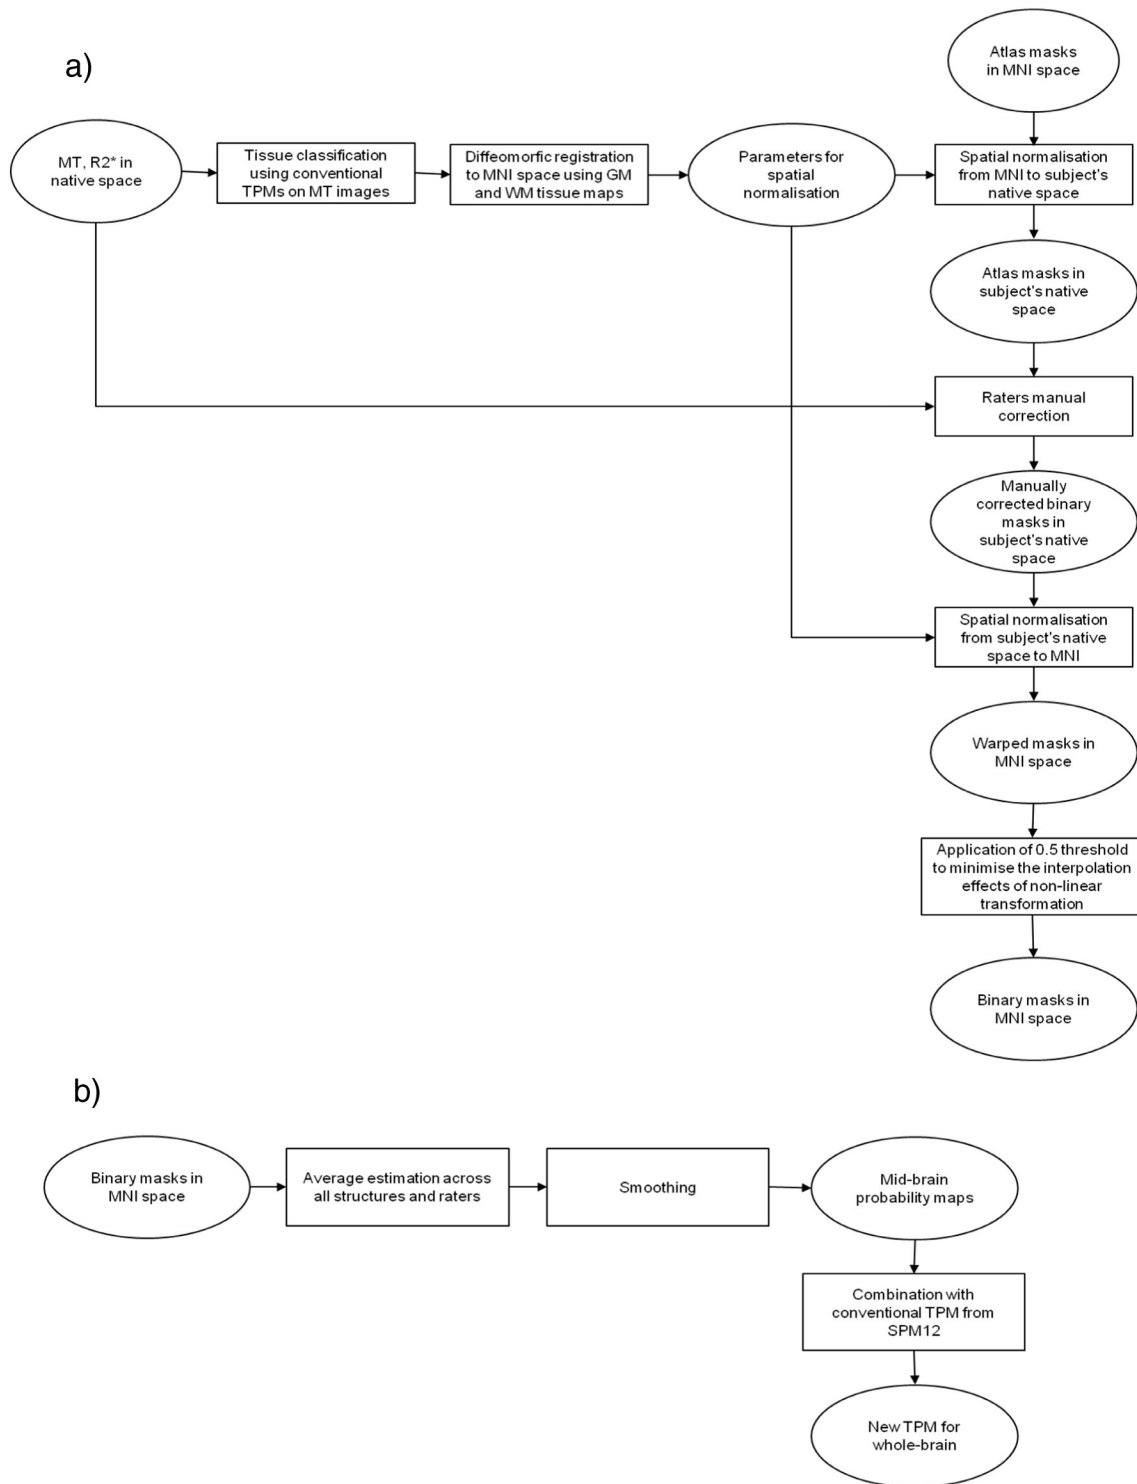 a)
Atlas masks
in MNI space
MT, R2* in
native space
Tissue classification
using conventional
TPMs on MT images
Diffeomorfic registration
to MNI space using GM
and WM tissue maps
Parameters for
spatial
normalisation
Spatial normalisation
from MNI to subject's
native space
Atlas masks in
subject's native
space
Raters manual
correction
Manually
corrected binary
masks in
subject's native
space
Spatial normalisation
from subject's native
space to MNI
Warped masks in
MNI space
Application of 0.5 threshold
to minimise the interpolation
effects of non-linear
transformation
Binary masks in
MNI space
b)
Binary masks in
MNI space
Average estimation across
all structures and raters
Smoothing
Mid-brain
probability maps
Combination with
conventional TPM from
SPM12
New TPM for
whole-brain